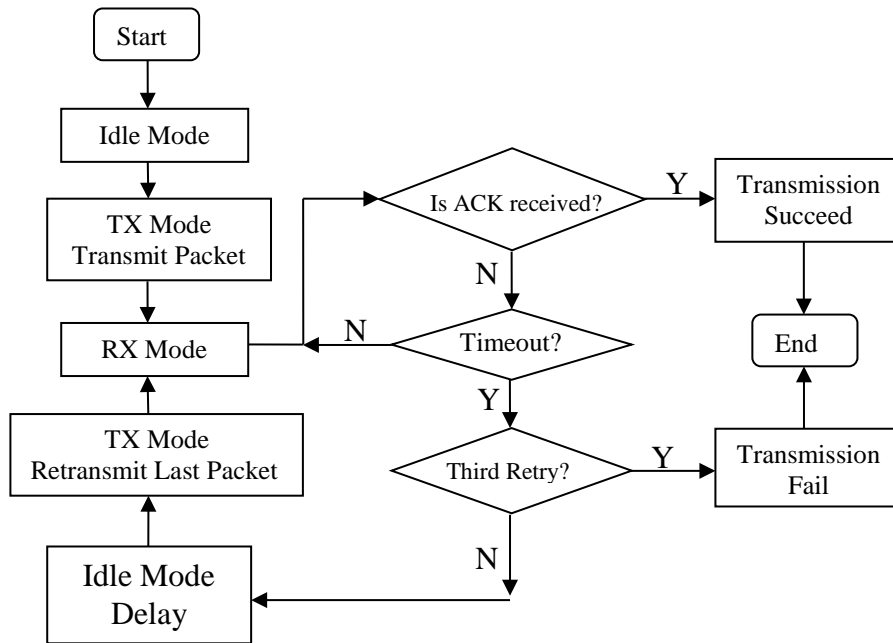 Start
Idle Mode
TX Mode
Transmit Packet
RX Mode
TX Mode
Retransmit Last Packet
Idle Mode
Delay
Is ACK received?
Y
N
Timeout?
N
Y
Third Retry?
Y
N
Transmission
Succeed
End
Transmission
Fail